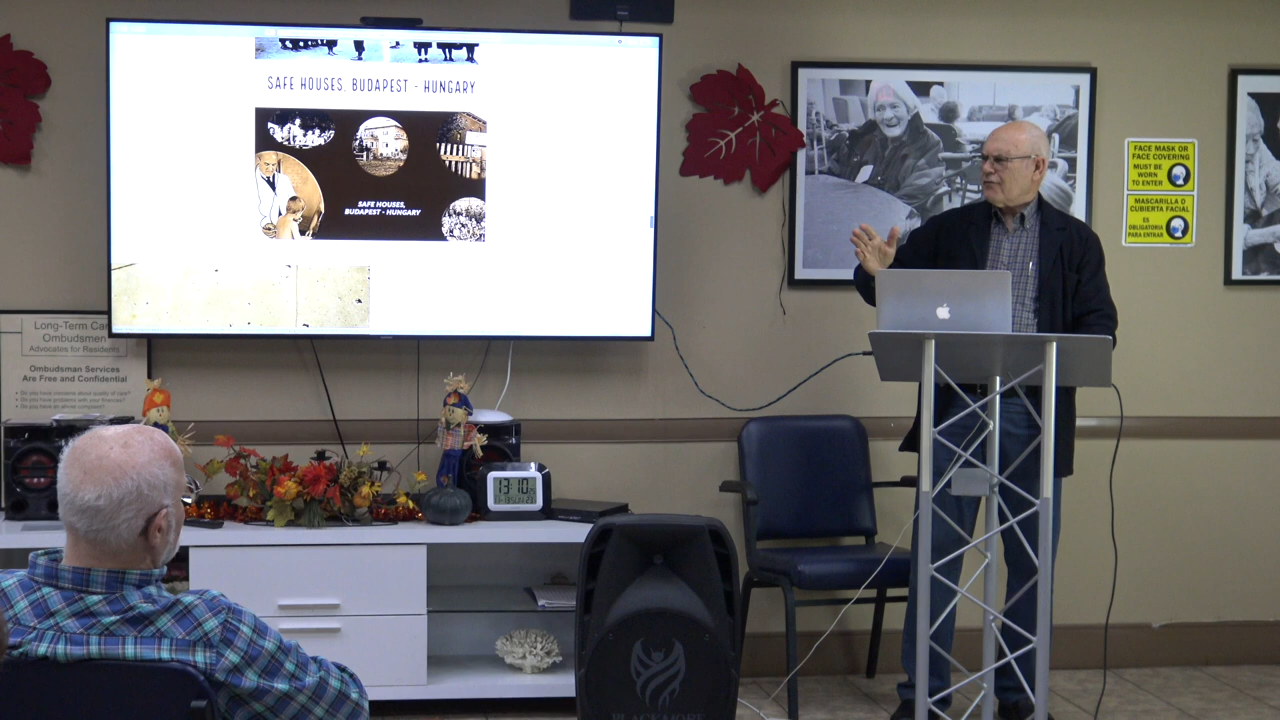 SAFE HOUSES, BUDAPEST - HUNGARY
SAFE HOUSES,
BUDAPEST - HUNGARY
FACE MASK OR
FACE COVERING
MUST BE
WORN
TO ENTER
MASCARILLA O
CUBIERTA FACIAL
ES
OBLIGATORIA
PARA ENTRAR
Long-Term Car
Ombudsmen
Advocates for Residents
Ombudsman Services
Are Free and Confidential
13:10